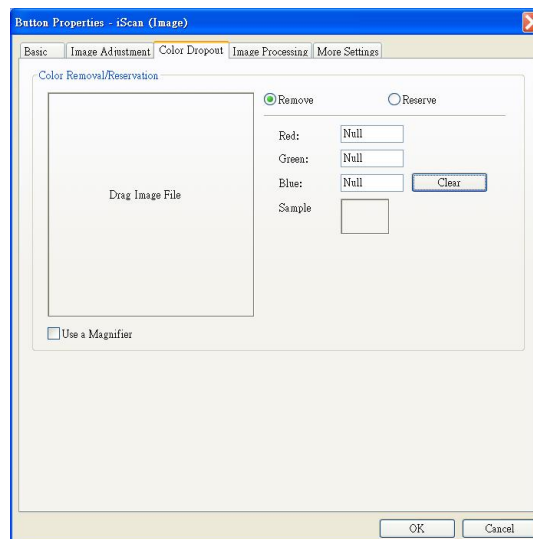 Button Properties - iScan (Image)
Basic Image Adjustment Color Dropout Image Processing More Settings
Color Removal/Reservation
Remove Reserve
Red: Null
Green: Null
Blue: Null Clear
Drag Image File
Sample
Use a Magnifier
OK Cancel